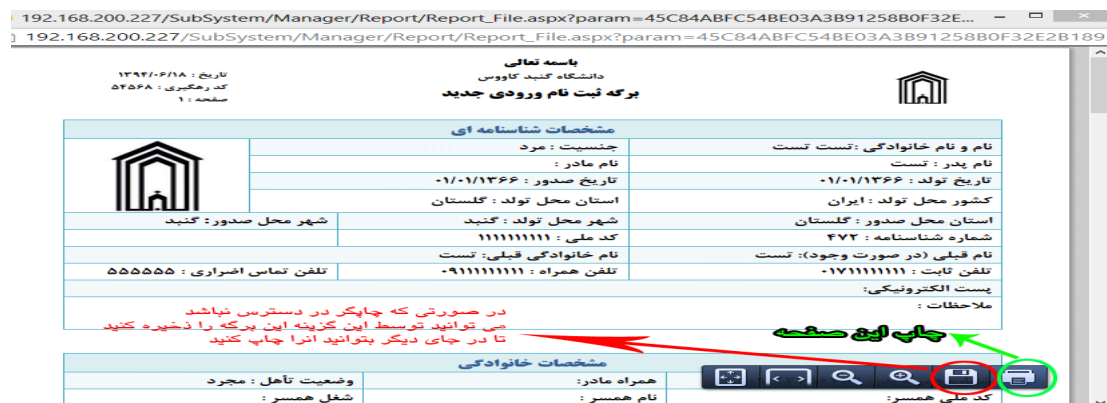 192.168.200.227/SubSystem/Manager/Report/Report_File.aspx?param=45C84ABFC54BE03A3B91258B0F32E...
192.168.200.227/SubSystem/Manager/Report/Report_File.aspx?param=45C84ABFC54BE03A3B91258B0F32E2B189
باسمه تعالی
دانشگاه گنبد کاووس
برگه ثبت نام ورودی جدید
تاریخ : ۱۳۹۴/۰۶/۱۸
کد رهگیری : ۵۴۵۶۸
صفحه : ۱
مشخصات شناسنامه ای
نام و نام خانوادگی :تست تست جنسیت : مرد
نام پدر : تست نام مادر :
تاریخ تولد : ۰۱/۰۱/۱۳۶۶ تاریخ صدور : ۰۱/۰۱/۱۳۶۶
کشور محل تولد : ایران استان محل تولد : گلستان
استان محل صدور : گلستان شهر محل تولد : گنبد شهر محل صدور: گنبد
شماره شناسنامه : ۴۷۲ کد ملی : ۱۱۱۱۱۱۱۱۱۱
نام قبلی (در صورت وجود): تست نام خانوادگی قبلی: تست
تلفن ثابت : ۰۱۷۱۱۱۱۱۱۱۱ تلفن همراه : ۰۹۱۱۱۱۱۱۱۱۱ تلفن تماس اضراری : ۵۵۵۵۵۵
پست الکترونیکی:
ملاحظات :
در صورتی که چاپگر در دسترس نباشد
می توانید توسط این گزینه این برگه را ذخیره کنید
تا در جای دیگر بتوانید انرا چاپ کنید
چاپ این صفحه
مشخصات خانوادگی
همراه مادر: وضعیت تأهل : مجرد
کد ملی همسر: نام همسر : شغل همسر :